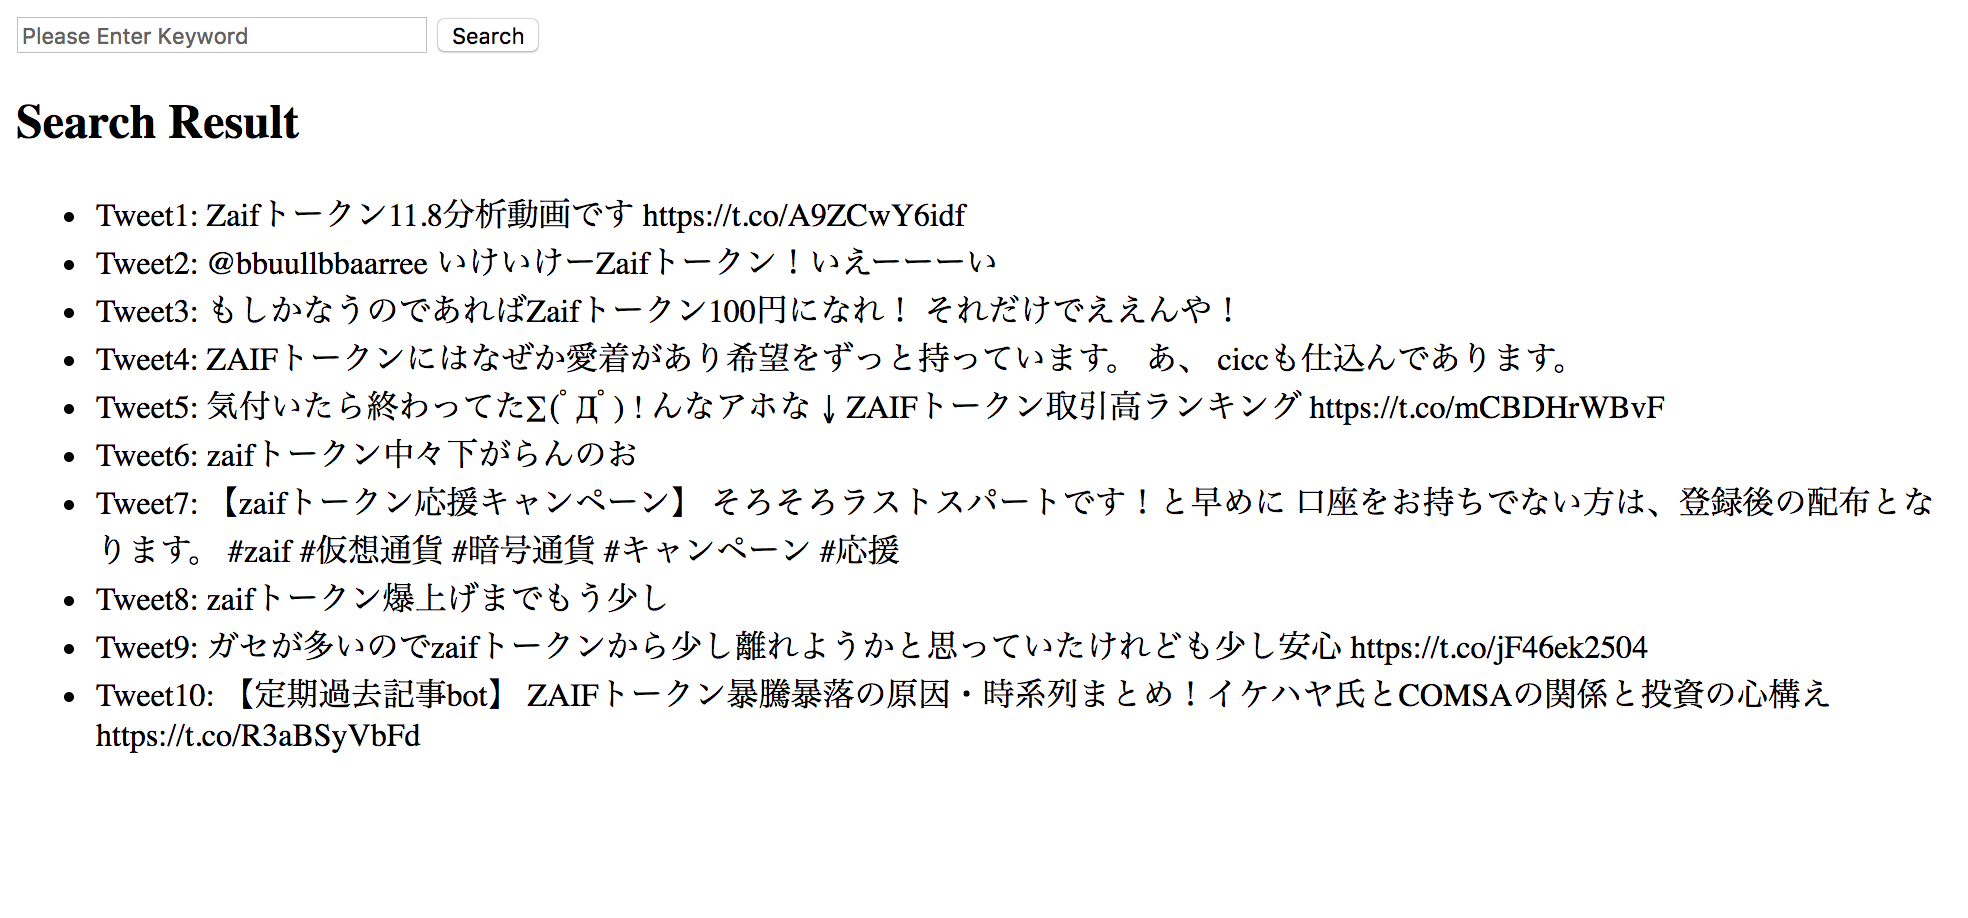 Please Enter Keyword Search
Search Result
• Tweet1: Zaifトークン11.8分析動画です https://t.co/A9ZCwY6idf
• Tweet2: @bbuullbbaarree いけいけーZaifトークン！いえーーーい
• Tweet3: もしかなうのであればZaifトークン100円になれ！ それだけでええんや！
• Tweet4: ZAIFトークンにはなぜか愛着があり希望をずっと持っています。 あ、 ciccも仕込んであります。
• Tweet5: 気付いたら終わってたΣ(ﾟДﾟ)！んなアホな↓ZAIFトークン取引高ランキング https://t.co/mCBDHrWBvF
• Tweet6: zaifトークン中々下がらんのお
• Tweet7: 【zaifトークン応援キャンペーン】 そろそろラストスパートです！と早めに 口座をお持ちでない方は、登録後の配布とな
ります。 #zaif #仮想通貨 #暗号通貨 #キャンペーン #応援
• Tweet8: zaifトークン爆上げまでもう少し
• Tweet9: ガセが多いのでzaifトークンから少し離れようかと思っていたけれども少し安心 https://t.co/jF46ek2504
• Tweet10: 【定期過去記事bot】 ZAIFトークン暴騰暴落の原因・時系列まとめ！イケハヤ氏とCOMSAの関係と投資の心構え
https://t.co/R3aBSyVbFd